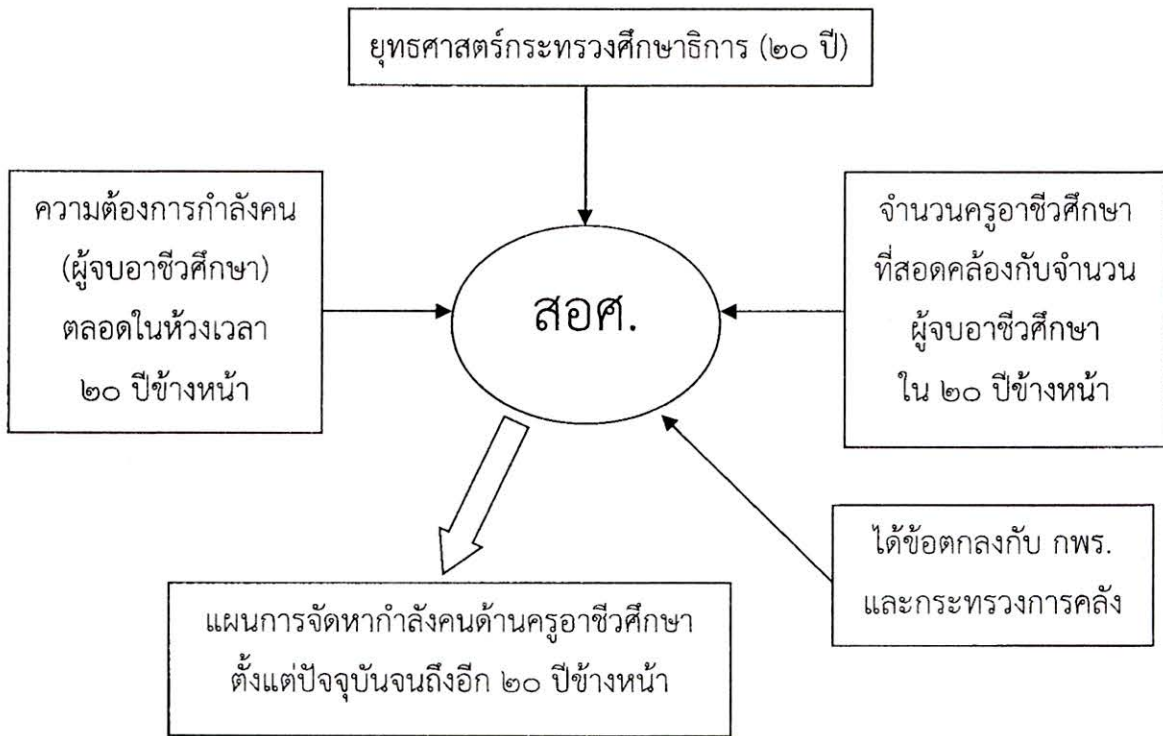 ยุทธศาสตร์กระทรวงศึกษาธิการ (๒๐ ปี)
ความต้องการกำลังคน
(ผู้จบอาชีวศึกษา)
ตลอดในห้วงเวลา
๒๐ ปีข้างหน้า
สอศ.
จำนวนครูอาชีวศึกษา
ที่สอดคล้องกับจำนวน
ผู้จบอาชีวศึกษา
ใน ๒๐ ปีข้างหน้า
ได้ข้อตกลงกับ กพร.
และกระทรวงการคลัง
แผนการจัดหากำลังคนด้านครูอาชีวศึกษา
ตั้งแต่ปัจจุบันจนถึงอีก ๒๐ ปีข้างหน้า